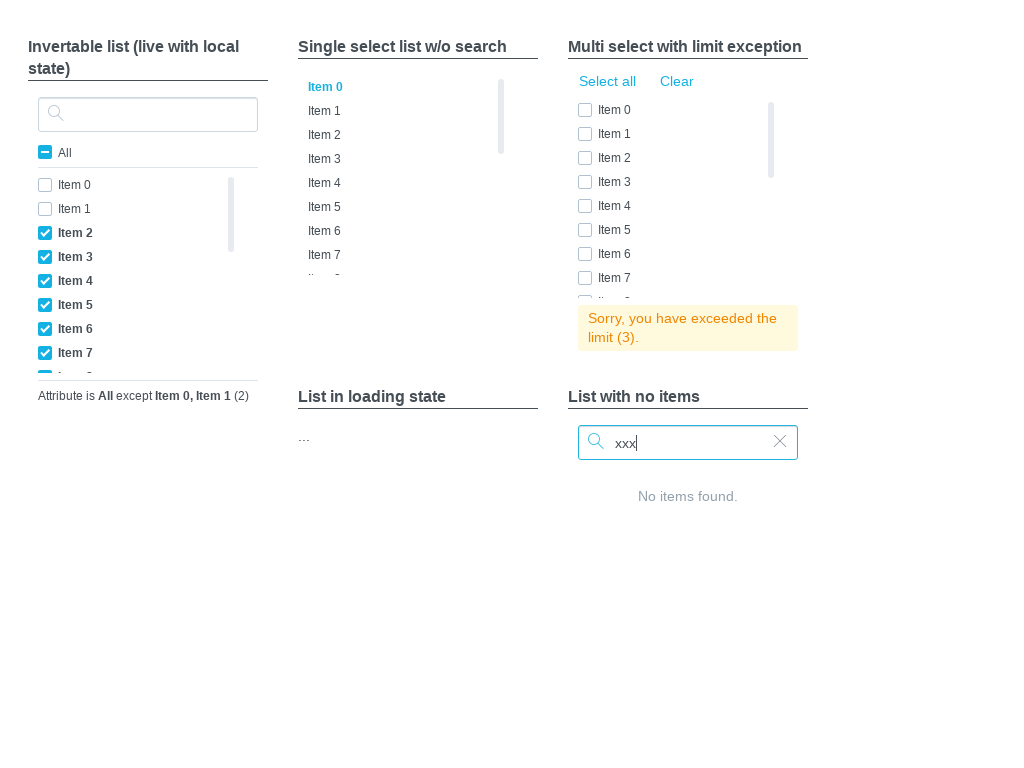 Invertable list (live with local
state)
All
Item 0
Item 1
Item 2
Item 3
Item 4
Item 5
Item 6
Item 7
Attribute is All except Item 0, Item 1 (2)
Single select list w/o search
Item 0
Item 1
Item 2
Item 3
Item 4
Item 5
Item 6
Item 7
Multi select with limit exception
Select all Clear
Item 0
Item 1
Item 2
Item 3
Item 4
Item 5
Item 6
Item 7
Sorry, you have exceeded the
limit (3).
List in loading state
...
List with no items
xxx
No items found.